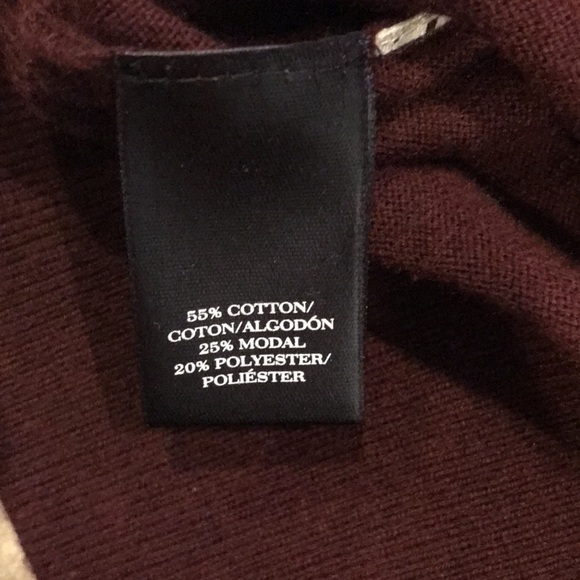 55% COTTON/
COTON/ALGODÓN
25% MODAL
20% POLYESTER/
POLIÉSTER